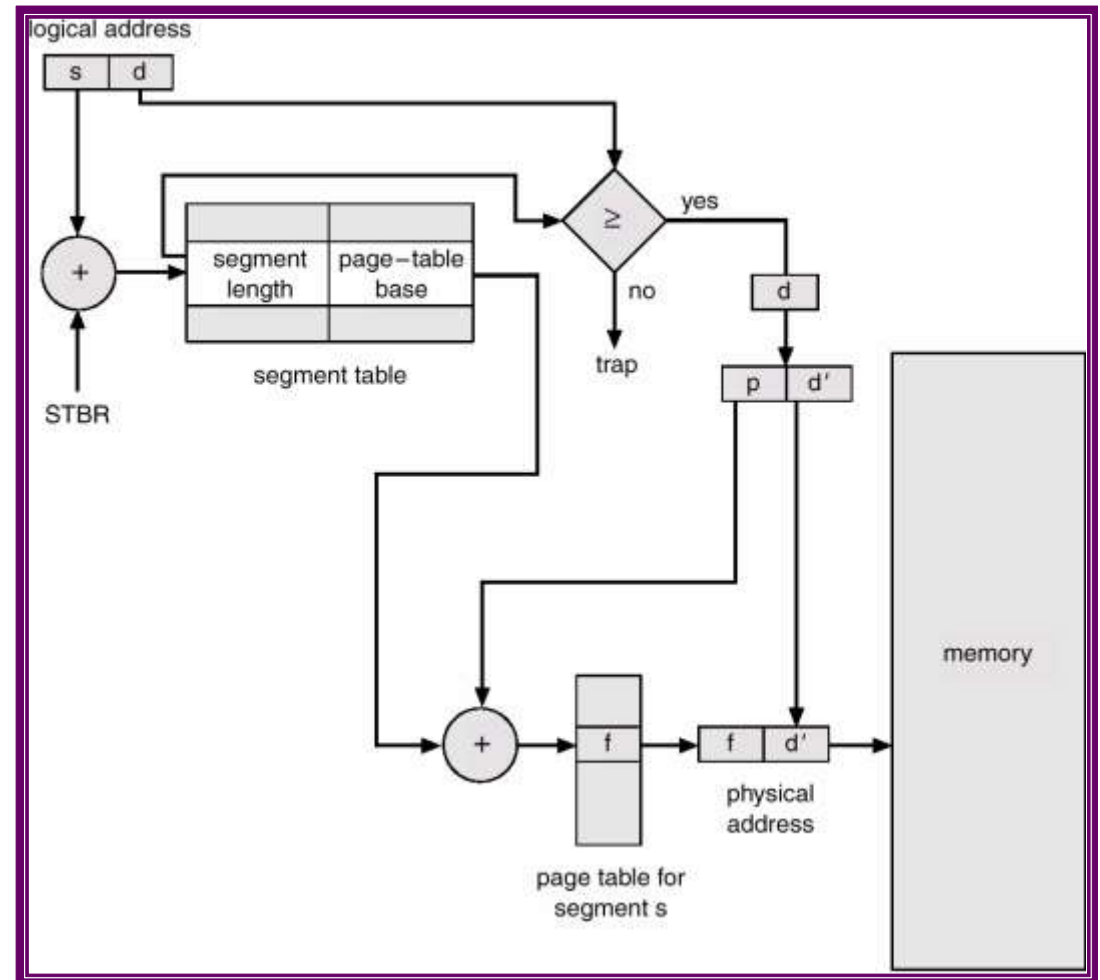 logical address
s d
≥
yes
+
segment length
page-table base
no
d
segment table
trap
p d′
STBR
memory
+
f
f d′
physical
address
page table for
segment s